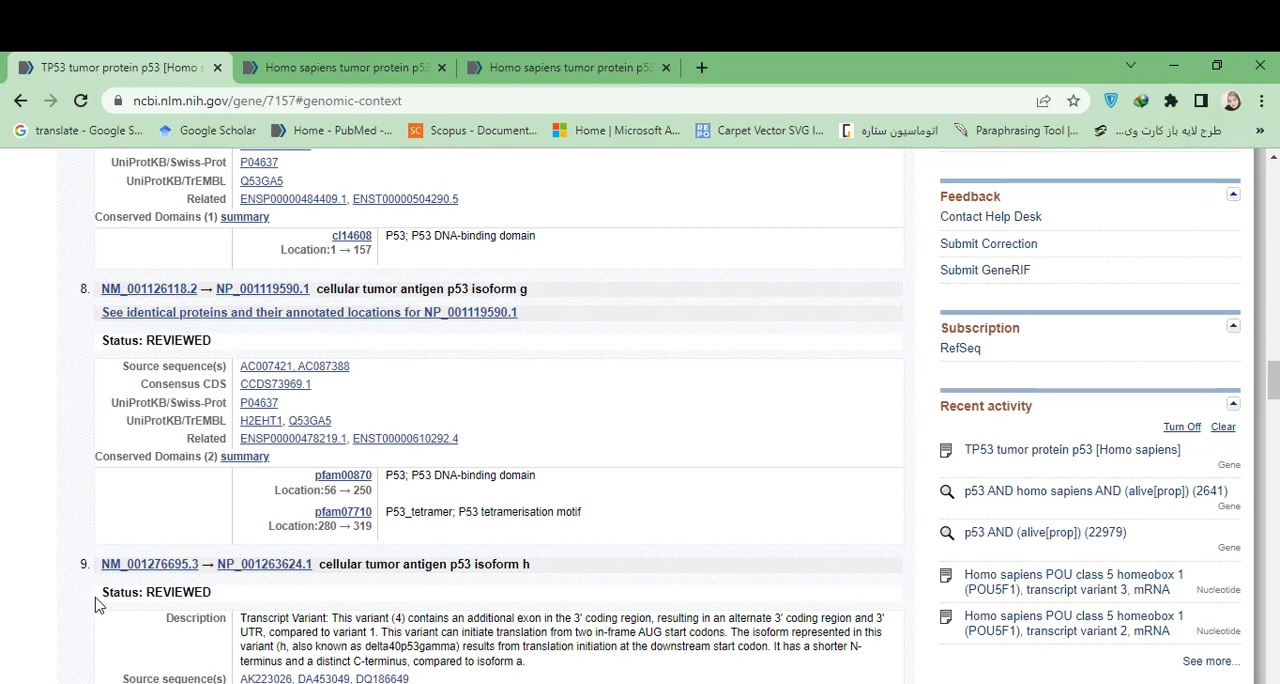 TP53 tumor protein p53 [Homo s
Homo sapiens tumor protein p53
Homo sapiens tumor protein p53
ncbi.nlm.nih.gov/gene/7157#genomic-context
translate - Google S...
Google Scholar
Home - PubMed -...
Scopus - Document...
Home | Microsoft A...
Carpet Vector SVG I...
اتوماسیون ستاره
Paraphrasing Tool |...
طرح لایه باز کارت وی...
»
UniProtKB/Swiss-Prot P04637
UniProtKB/TrEMBL Q53GA5
Related ENSP00000484409.1, ENST00000504290.5
Conserved Domains (1) summary
cl14608 P53; P53 DNA-binding domain
Location:1 → 157
8. NM_001126118.2 → NP_001119590.1 cellular tumor antigen p53 isoform g
See identical proteins and their annotated locations for NP_001119590.1
Status: REVIEWED
Source sequence(s) AC007421, AC087388
Consensus CDS CCDS73969.1
UniProtKB/Swiss-Prot P04637
UniProtKB/TrEMBL H2EHT1, Q53GA5
Related ENSP00000478219.1, ENST00000610292.4
Conserved Domains (2) summary
pfam00870 P53; P53 DNA-binding domain
Location:56 → 250
pfam07710 P53_tetramer; P53 tetramerisation motif
Location:280 → 319
9. NM_001276695.3 → NP_001263624.1 cellular tumor antigen p53 isoform h
Status: REVIEWED
Description Transcript Variant: This variant (4) contains an additional exon in the 3' coding region, resulting in an alternate 3' coding region and 3'
UTR, compared to variant 1. This variant can initiate translation from two in-frame AUG start codons. The isoform represented in this
variant (h, also known as delta40p53gamma) results from translation initiation at the downstream start codon. It has a shorter N-
terminus and a distinct C-terminus, compared to isoform a.
Source sequence(s) AK223026, DA453049, DQ186649
Feedback
Contact Help Desk
Submit Correction
Submit GeneRIF
Subscription
RefSeq
Recent activity
Turn Off Clear
TP53 tumor protein p53 [Homo sapiens]
Gene
p53 AND homo sapiens AND (alive[prop]) (2641)
Gene
p53 AND (alive[prop]) (22979)
Gene
Homo sapiens POU class 5 homeobox 1
(POU5F1), transcript variant 3, mRNA Nucleotide
Homo sapiens POU class 5 homeobox 1
(POU5F1), transcript variant 2, mRNA Nucleotide
See more...